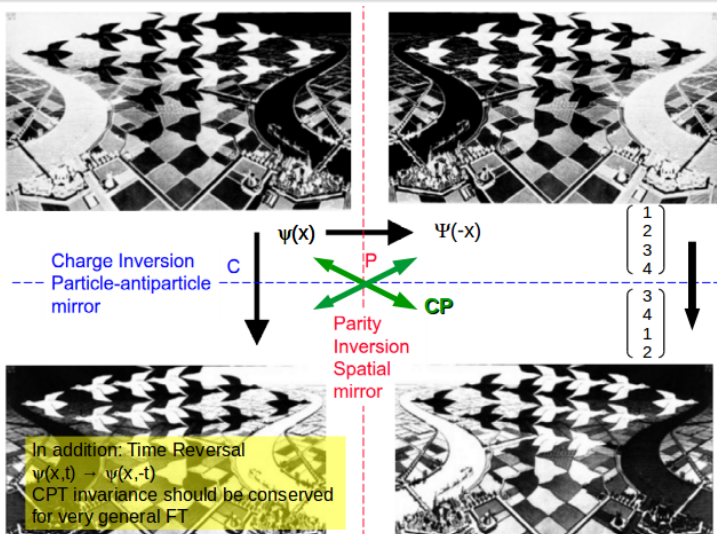 ψ(x)
Ψ(-x)
1
2
3
4
Charge Inversion
Particle-antiparticle
mirror
C
P
CP
3
4
1
2
Parity
Inversion
Spatial
mirror
In addition: Time Reversal
ψ(x,t) → ψ(x,-t)
CPT invariance should be conserved
for very general FT